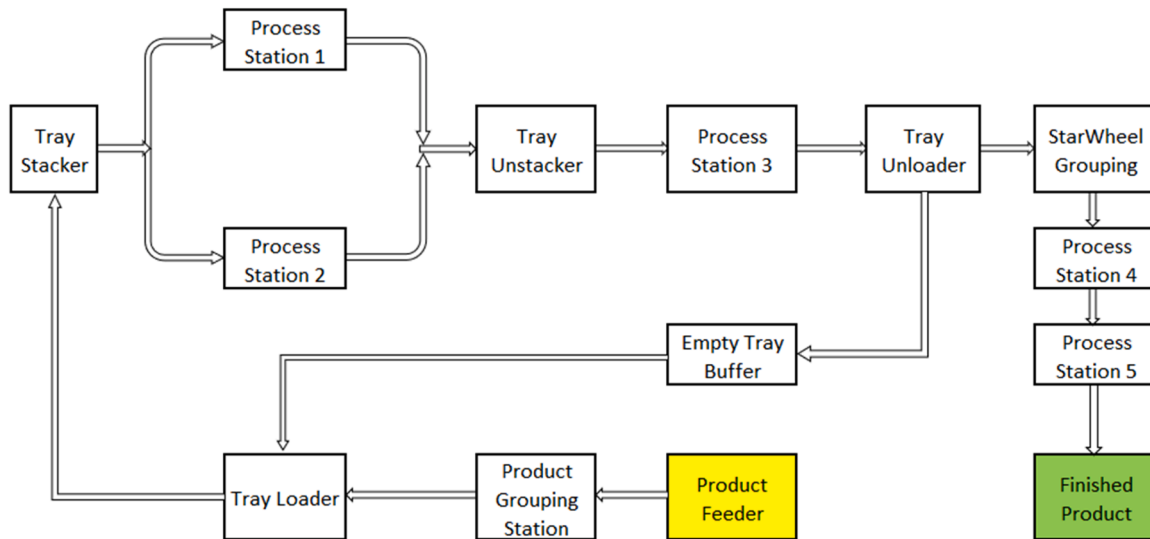 Process
Station 1
Tray
Stacker
Tray
Unstacker
Process
Station 3
Tray
Unloader
StarWheel
Grouping
Process
Station 2
Process
Station 4
Empty Tray
Buffer
Process
Station 5
Tray Loader
Product
Grouping
Station
Product
Feeder
Finished
Product